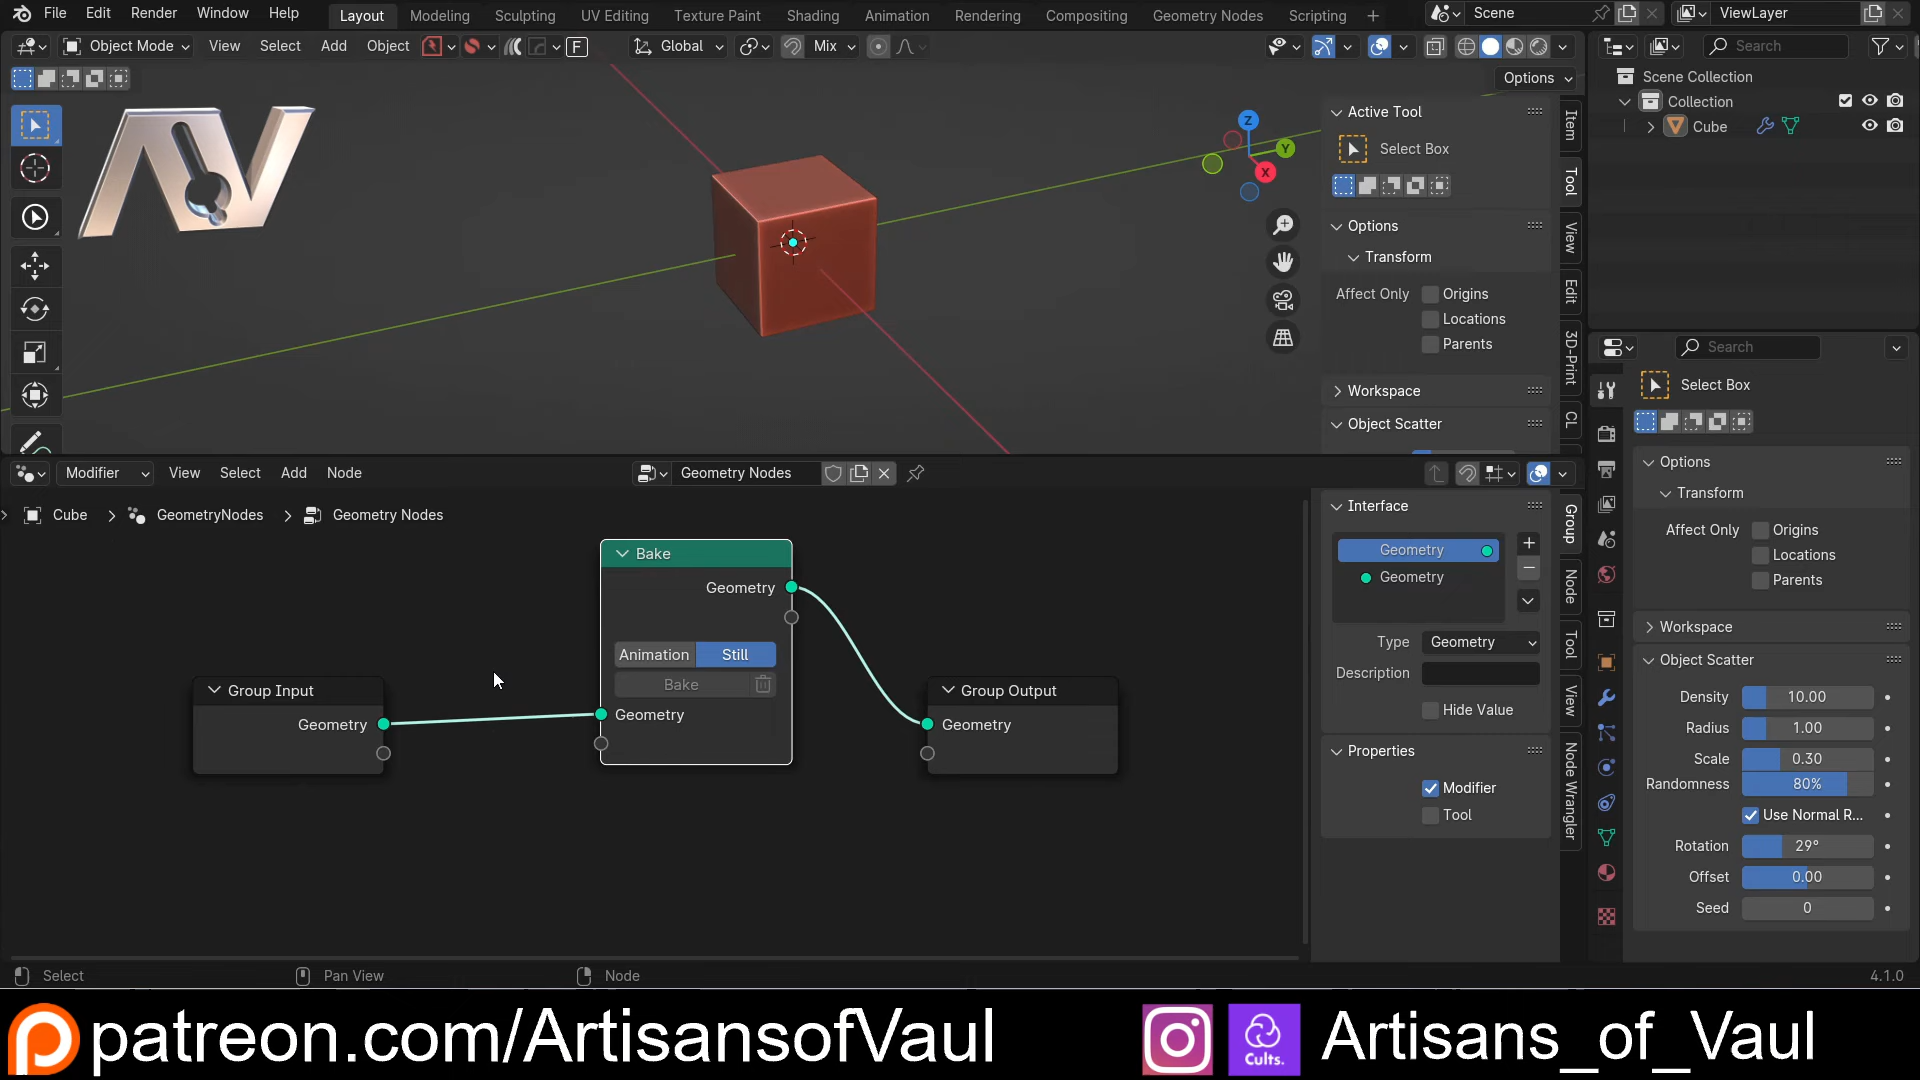 File Edit Render Window Help Layout Modeling Sculpting UV Editing Texture Paint Shading Animation Rendering Compositing Geometry Nodes Scripting + Scene ViewLayer
Object Mode View Select Add Object F Global Mix Search
Options
Scene Collection
Collection
Cube
Z
Y
X
Active Tool
Select Box
Options
Transform
Affect Only Origins
Locations
Parents
Workspace
Object Scatter
Item
Tool
View
Edit
3D-Print
CL
Search
Select Box
Options
Transform
Affect Only Origins
Locations
Parents
Workspace
Object Scatter
Density 10.00
Radius 1.00
Scale 0.30
Randomness 80%
Use Normal R...
Rotation 29°
Offset 0.00
Seed 0
Modifier View Select Add Node Geometry Nodes
Cube > GeometryNodes > Geometry Nodes
Bake
Geometry
Animation Still
Bake
Geometry
Group Input
Geometry
Group Output
Geometry
Interface
Geometry
Geometry
Type Geometry
Description
Hide Value
Properties
Modifier
Tool
Group
Node
Tool
View
Node Wrangler
Select Pan View Node 4.1.0
patreon.com/ArtisansofVaul Cults. Artisans_of_Vaul